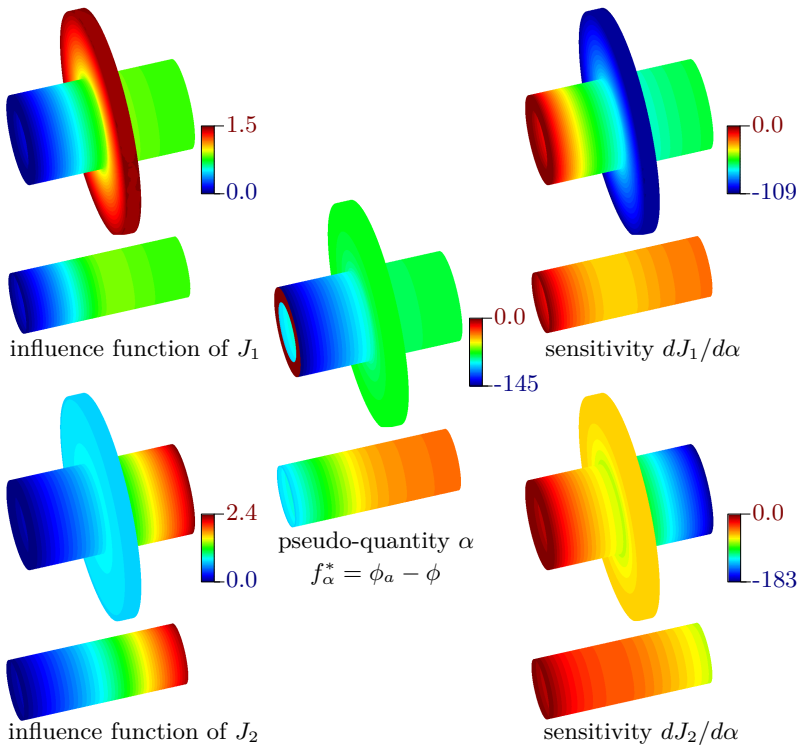 1.5
0.0
influence function of J₁
0.0
-109
sensitivity dJ₁/dα
0.0
-145
pseudo-quantity α
f*α = ϕₐ − ϕ
2.4
0.0
influence function of J₂
0.0
-183
sensitivity dJ₂/dα